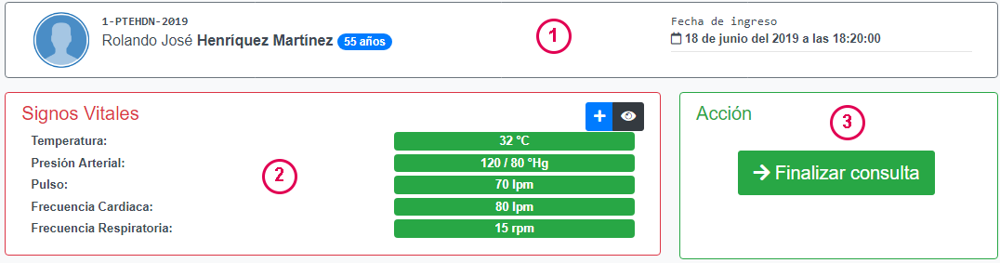 1-PTEHDN-2019
Rolando José Henríquez Martínez 55 años
1
Fecha de ingreso
18 de junio del 2019 a las 18:20:00
Signos Vitales
Temperatura: 32 °C
Presión Arterial: 120 / 80 °Hg
Pulso: 70 lpm
Frecuencia Cardiaca: 80 lpm
Frecuencia Respiratoria: 15 rpm
2
Acción
3
Finalizar consulta